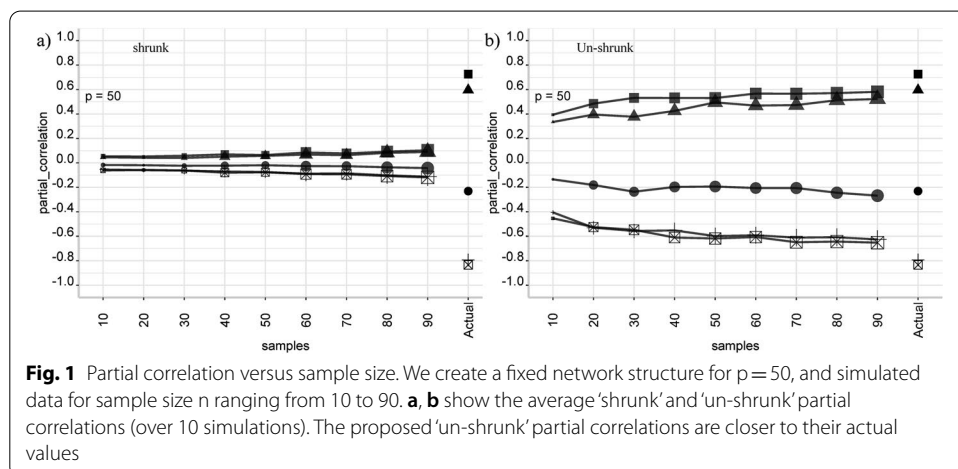 a)
shrunk
p = 50
partial_correlation
1.0
0.8
0.6
0.4
0.2
0.0
-0.2
-0.4
-0.6
-0.8
-1.0
10
20
30
40
50
60
70
80
90
Actual
samples
b)
Un-shrunk
p = 50
partial_correlation
1.0
0.8
0.6
0.4
0.2
0.0
-0.2
-0.4
-0.6
-0.8
-1.0
10
20
30
40
50
60
70
80
90
Actual
samples
Fig. 1 Partial correlation versus sample size. We create a fixed network structure for p = 50, and simulated
data for sample size n ranging from 10 to 90. a, b show the average ‘shrunk’ and ‘un-shrunk’ partial
correlations (over 10 simulations). The proposed ‘un-shrunk’ partial correlations are closer to their actual
values